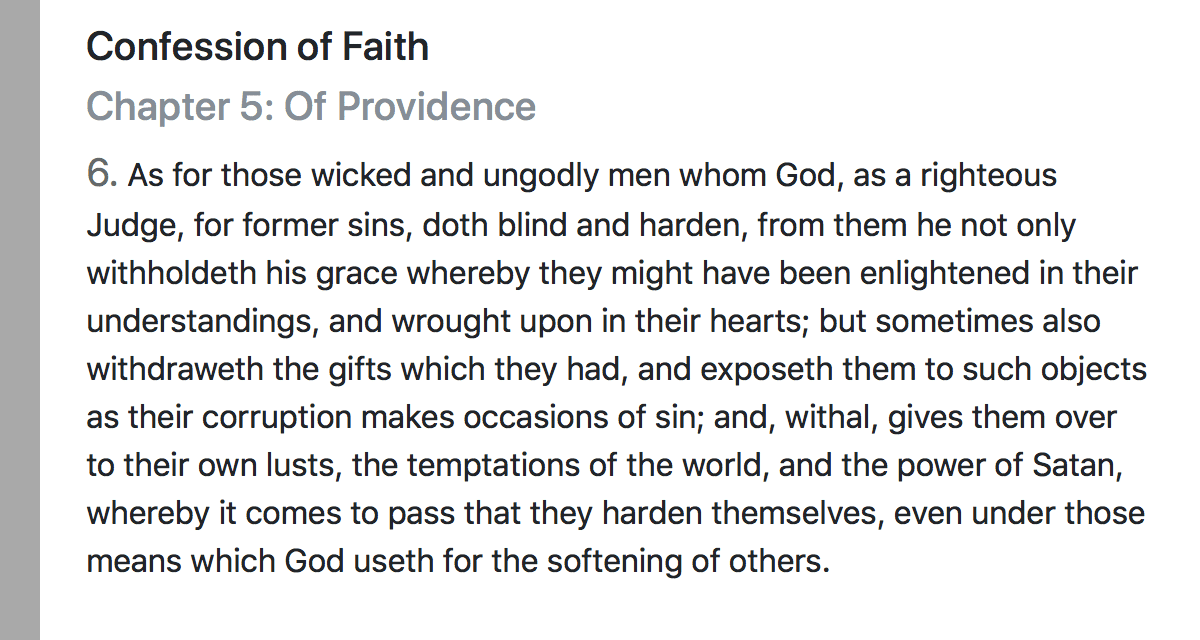 Confession of Faith
Chapter 5: Of Providence
6. As for those wicked and ungodly men whom God, as a righteous
Judge, for former sins, doth blind and harden, from them he not only
withholdeth his grace whereby they might have been enlightened in their
understandings, and wrought upon in their hearts; but sometimes also
withdraweth the gifts which they had, and exposeth them to such objects
as their corruption makes occasions of sin; and, withal, gives them over
to their own lusts, the temptations of the world, and the power of Satan,
whereby it comes to pass that they harden themselves, even under those
means which God useth for the softening of others.